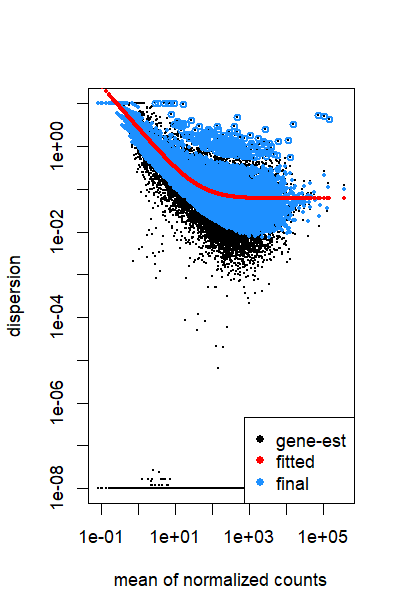 1e+00
1e-02
1e-04
1e-06
1e-08
dispersion
gene-est
fitted
final
1e-01
1e+01
1e+03
1e+05
mean of normalized counts